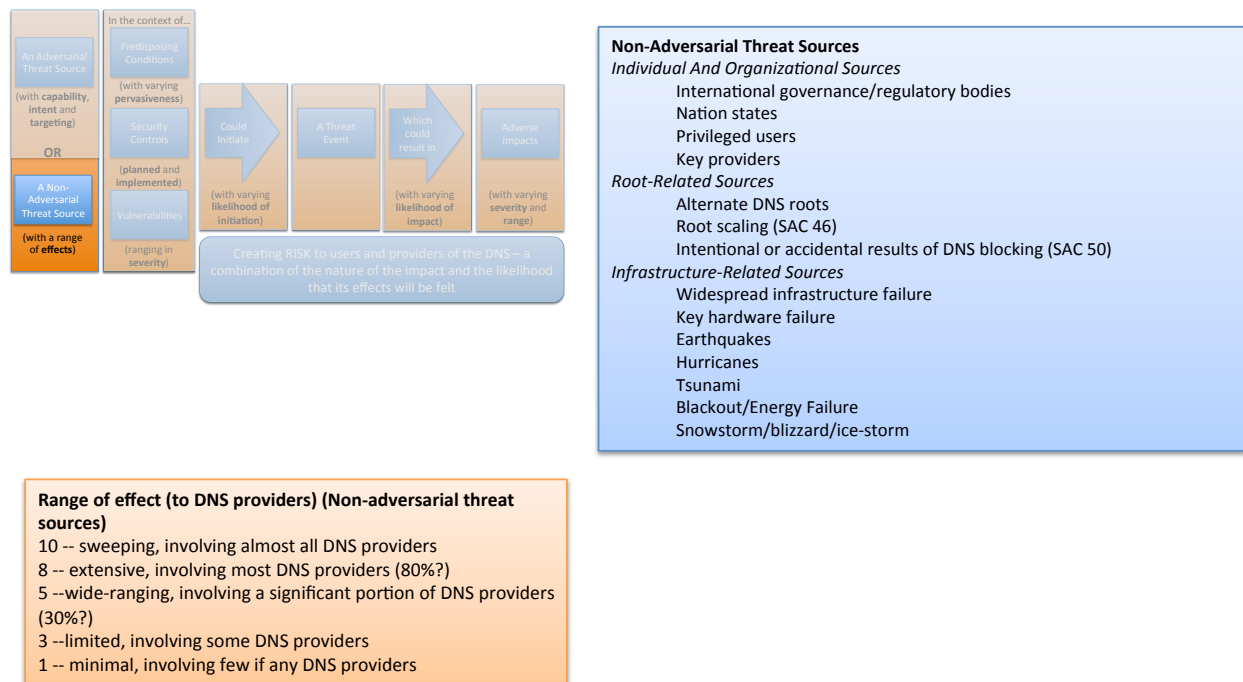 An Adversarial
Threat Source
(with capability,
intent and
targeting)
OR
A Non-
Adversarial
Threat Source
(with a range
of effects)
In the context of...
Predisposing
Conditions
(with varying
pervasiveness)
Security
Controls
(planned and
implemented)
Vulnerabilities
(ranging in
severity)
Could
Initiate
(with varying
likelihood of
initiation)
A Threat
Event
Which
could
result in
(with varying
likelihood of
impact)
Adverse
Impacts
(with varying
severity and
range)
Creating RISK to users and providers of the DNS – a
combination of the nature of the impact and the likelihood
that its effects will be felt
Non-Adversarial Threat Sources
Individual And Organizational Sources
International governance/regulatory bodies
Nation states
Privileged users
Key providers
Root-Related Sources
Alternate DNS roots
Root scaling (SAC 46)
Intentional or accidental results of DNS blocking (SAC 50)
Infrastructure-Related Sources
Widespread infrastructure failure
Key hardware failure
Earthquakes
Hurricanes
Tsunami
Blackout/Energy Failure
Snowstorm/blizzard/ice-storm
Range of effect (to DNS providers) (Non-adversarial threat
sources)
10 -- sweeping, involving almost all DNS providers
8 -- extensive, involving most DNS providers (80%?)
5 --wide-ranging, involving a significant portion of DNS providers
(30%?)
3 --limited, involving some DNS providers
1 -- minimal, involving few if any DNS providers